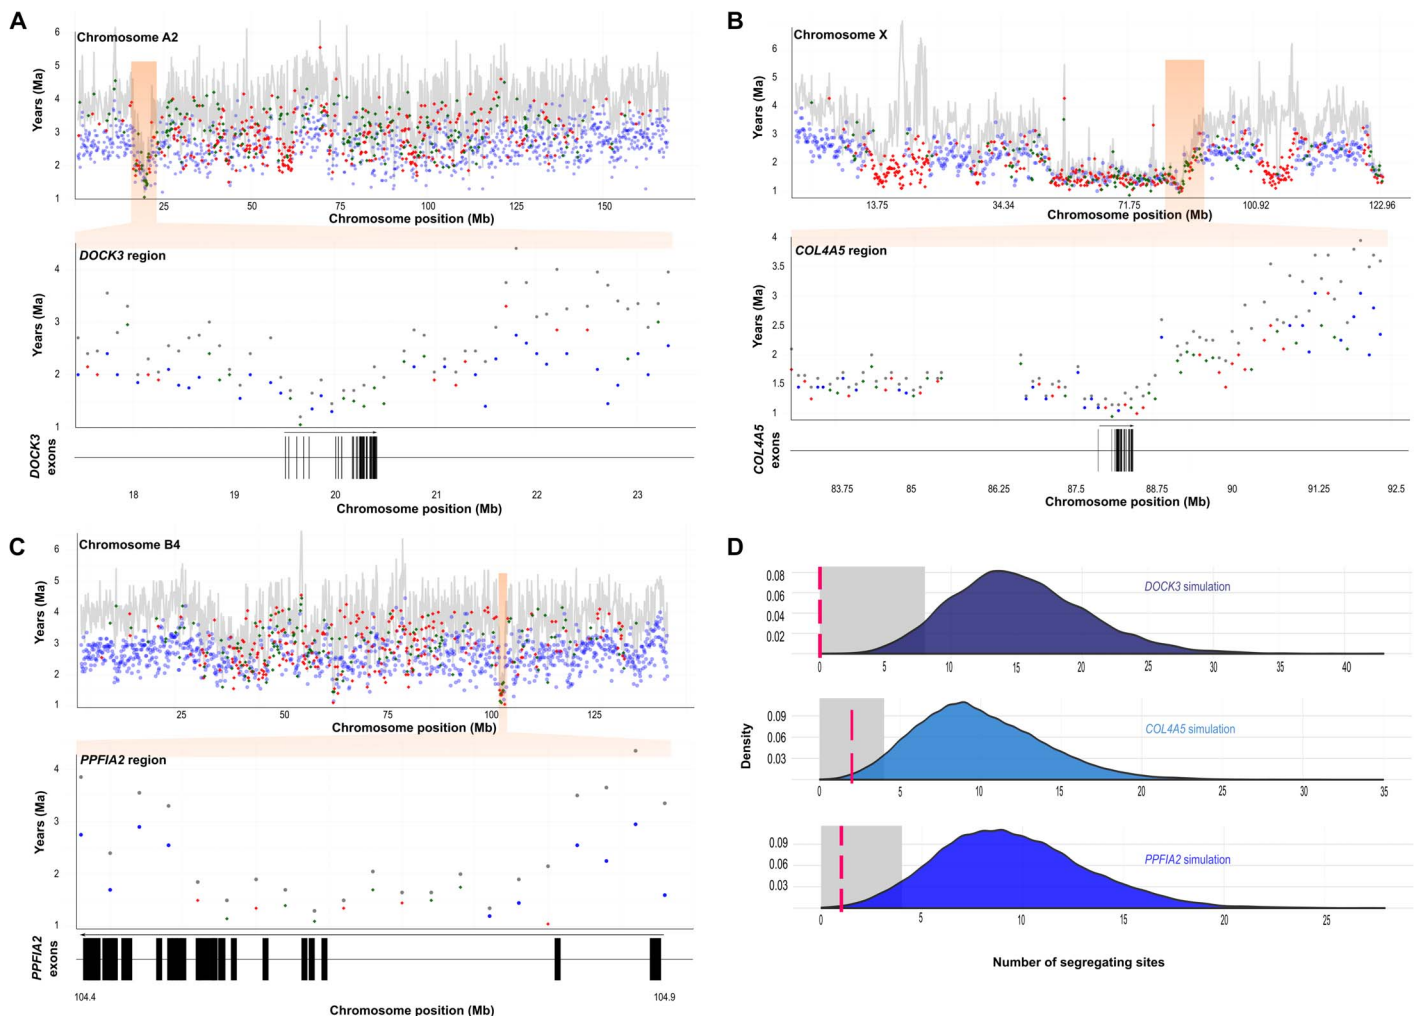 A
Chromosome A2
Years (Ma)
6
5
4
3
2
1
25
50
75
100
125
150
Chromosome position (Mb)
DOCK3 region
Years (Ma)
4
3
2
1
DOCK3
exons
18
19
20
21
22
23
Chromosome position (Mb)
B
Chromosome X
Years (Ma)
6
5
4
3
2
1
13.75
34.34
71.75
100.92
122.96
Chromosome position (Mb)
COL4A5 region
Years (Ma)
4
3.5
3
2.5
2
1.5
1
COL4A5
exons
83.75
85
86.25
87.5
88.75
90
91.25
92.5
Chromosome position (Mb)
C
Chromosome B4
Years (Ma)
6
5
4
3
2
1
25
50
75
100
125
Chromosome position (Mb)
PPFIA2 region
Years (Ma)
4
3
2
1
PPFIA2
exons
104.4
104.9
Chromosome position (Mb)
D
DOCK3 simulation
0.08
0.06
0.04
0.02
0
5
10
15
20
25
30
35
40
COL4A5 simulation
Density
0.09
0.06
0.03
0
5
10
15
20
25
30
35
PPFIA2 simulation
0.09
0.06
0.03
0
5
10
15
20
25
Number of segregating sites